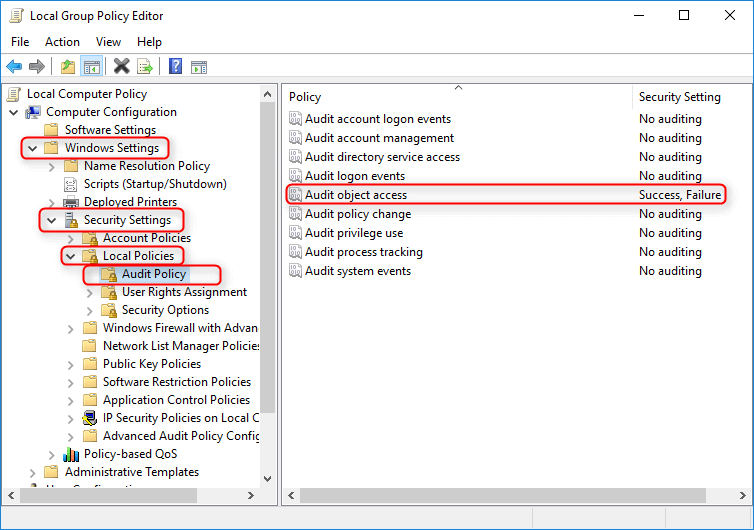 Local Group Policy Editor
File Action View Help
Local Computer Policy
Computer Configuration
Software Settings
Windows Settings
Name Resolution Policy
Scripts (Startup/Shutdown)
Deployed Printers
Security Settings
Account Policies
Local Policies
Audit Policy
User Rights Assignment
Security Options
Windows Firewall with Advan
Network List Manager Policies
Public Key Policies
Software Restriction Policies
Application Control Policies
IP Security Policies on Local C
Advanced Audit Policy Config
Policy-based QoS
Administrative Templates
Policy Security Setting
Audit account logon events No auditing
Audit account management No auditing
Audit directory service access No auditing
Audit logon events No auditing
Audit object access Success, Failure
Audit policy change No auditing
Audit privilege use No auditing
Audit process tracking No auditing
Audit system events No auditing